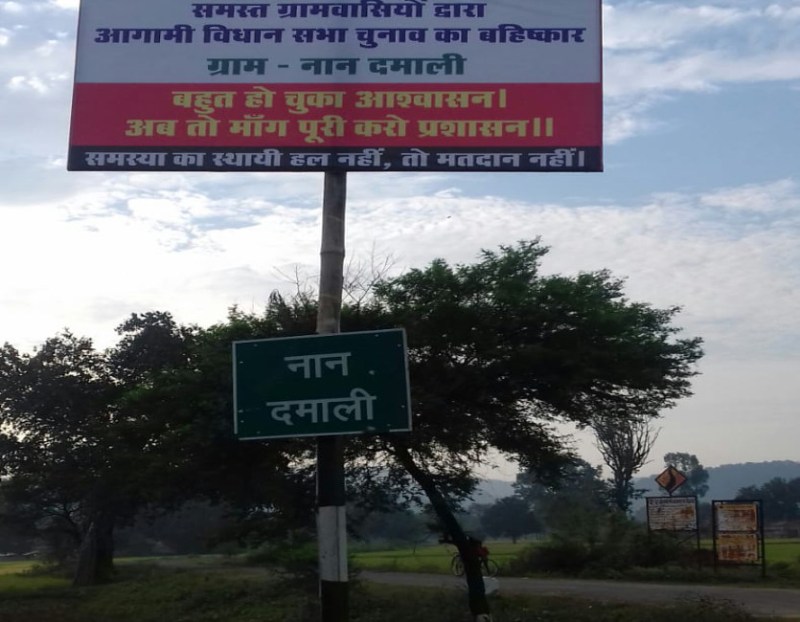 समस्त ग्रामवासियों द्वारा
आगामी विधान सभा चुनाव का बहिष्कार
ग्राम - नान दमाली
बहुत हो चुका आश्वासन।
अब तो माँग पूरी करो प्रशासन।।
समस्या का स्थायी हल नहीं, तो मतदान नहीं।
नान
दमाली